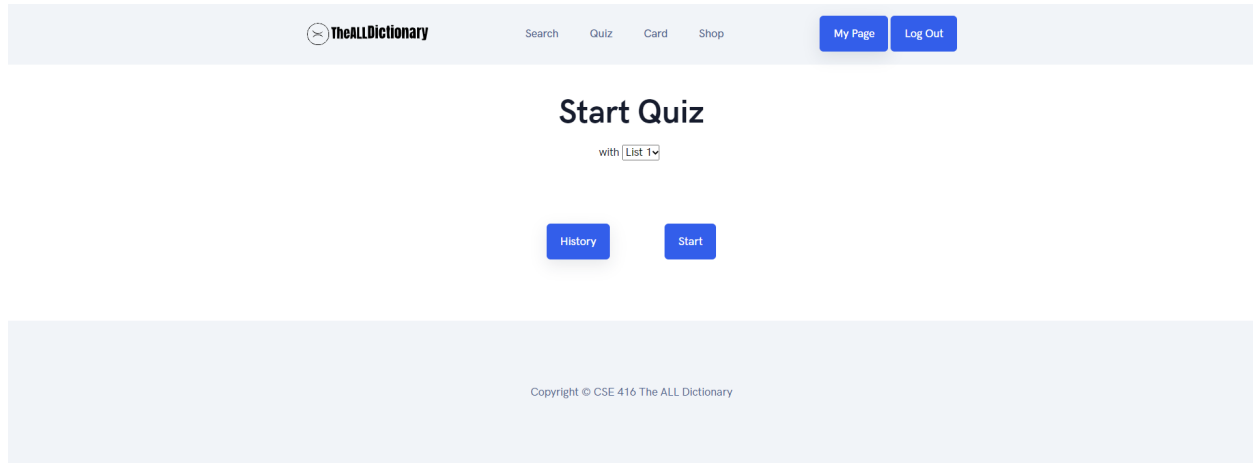 TheALLDictionary Search Quiz Card Shop My Page Log Out
Start Quiz
with List 1
History Start
Copyright © CSE 416 The ALL Dictionary